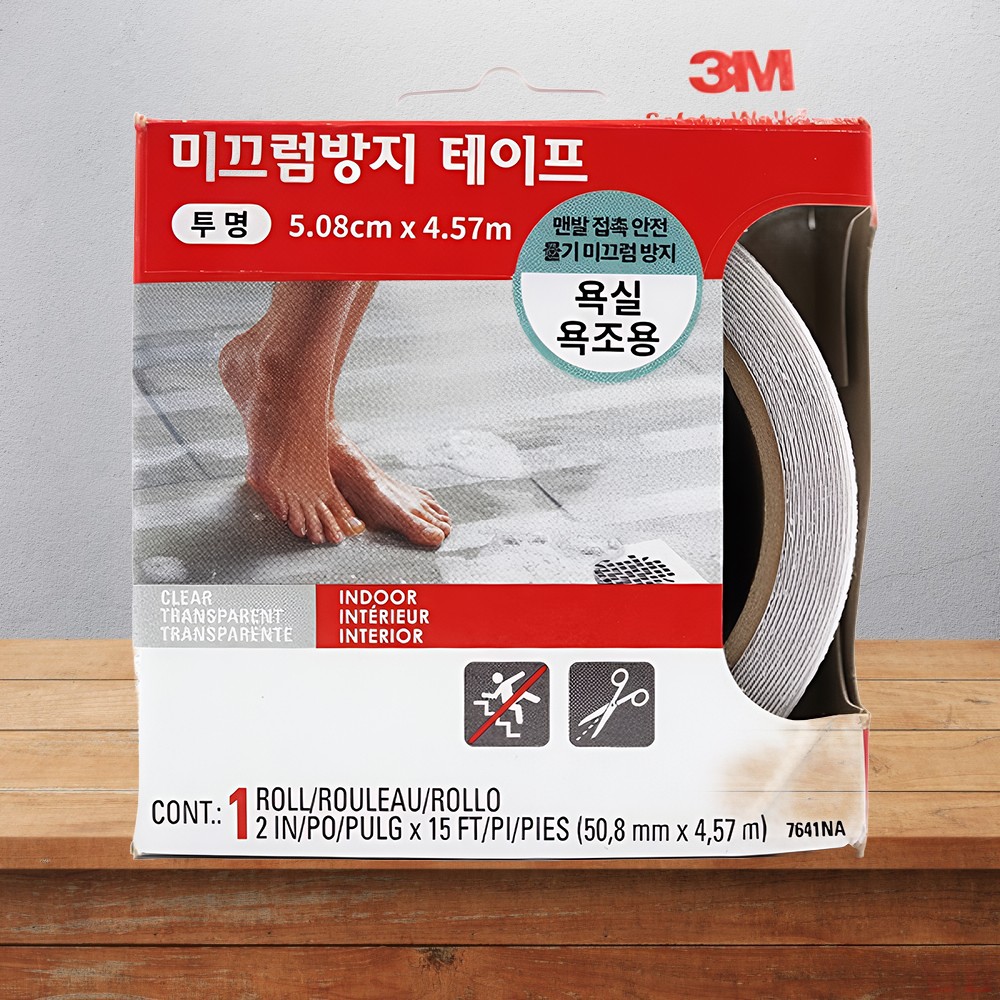 3M
미끄럼방지 테이프
투명
5.08cm x 4.57m
맨발 접촉 안전
미끄럼 방지
욕실
욕조용
CLEAR
TRANSPARENT
TRANSPARENTE
INDOOR
INTÉRIEUR
INTERIOR
CONT.: 1 ROLL/ROULEAU/ROLLO
2 IN/PO/PULG x 15 FT/PI/PIES (50,8 mm x 4,57 m)
7641NA